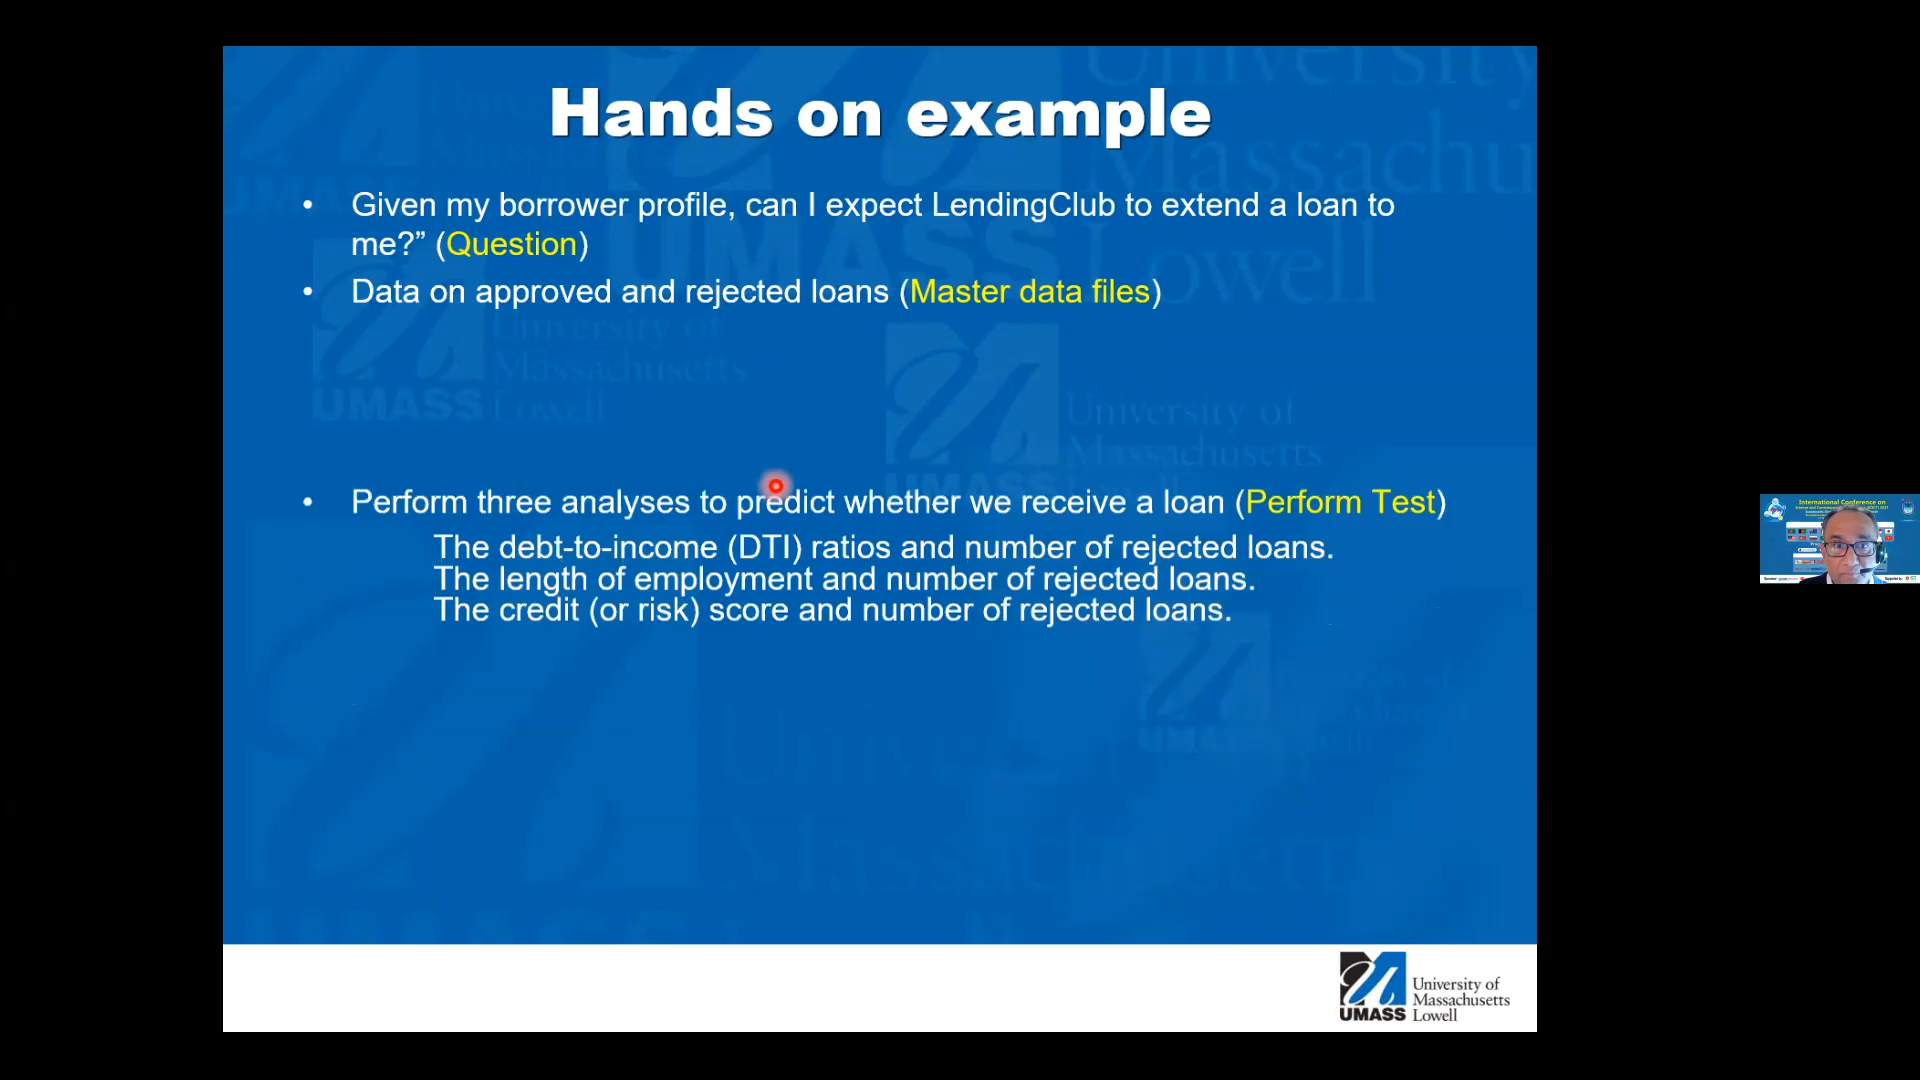 Hands on example
• Given my borrower profile, can I expect LendingClub to extend a loan to
me?” (Question)
• Data on approved and rejected loans (Master data files)
• Perform three analyses to predict whether we receive a loan (Perform Test)
The debt-to-income (DTI) ratios and number of rejected loans.
The length of employment and number of rejected loans.
The credit (or risk) score and number of rejected loans.
International Conference on
University of
Massachusetts
UMASS Lowell